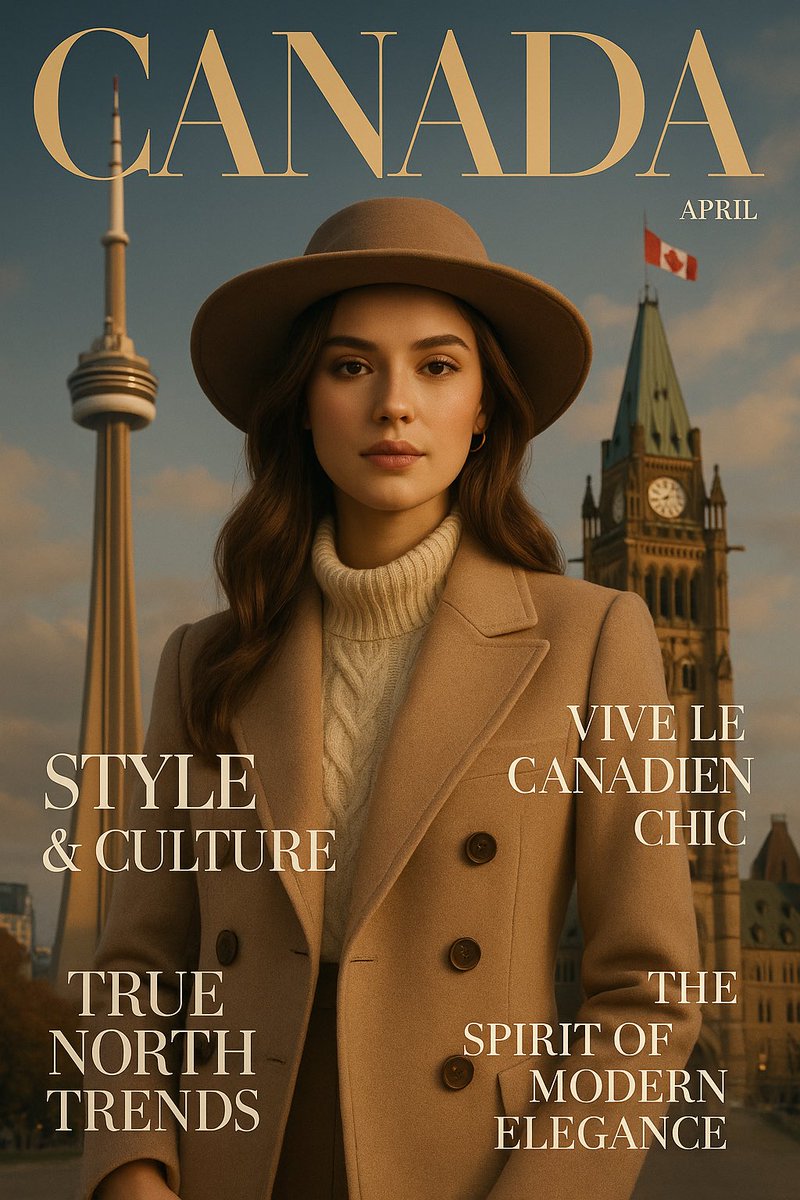 CANADA
APRIL
VIVE LE
CANADIEN
CHIC
STYLE
& CULTURE
TRUE
NORTH
TRENDS
THE
SPIRIT OF
MODERN
ELEGANCE